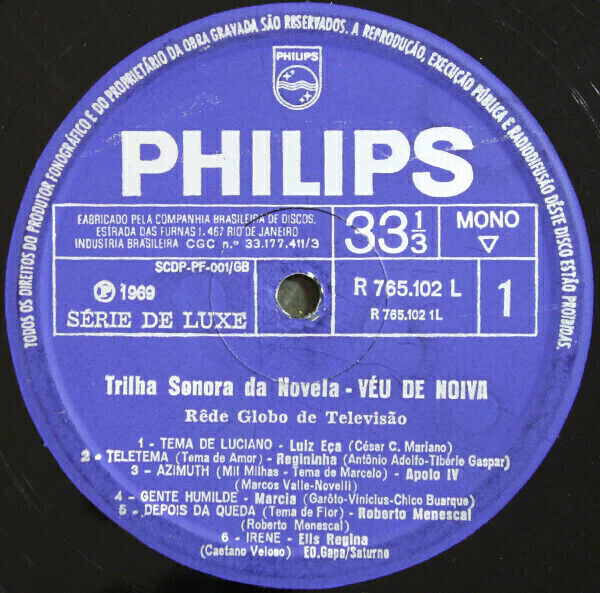 TODOS OS DIREITOS DO PRODUTOR FONOGRÁFICO E DO PROPRIETÁRIO DA OBRA GRAVADA SÃO RESERVADOS. A REPRODUÇÃO, EXECUÇÃO PÚBLICA E RADIODIFUSÃO DÊSTE DISCO ESTÃO PROIBIDAS.
PHILIPS
PHILIPS
FABRICADO PELA COMPANHIA BRASILEIRA DE DISCOS.
ESTRADA DAS FURNAS 1.467 RIO DE JANEIRO
INDUSTRIA BRASILEIRA CGC n.º 33.177.411/3
33 1/3
MONO
SCDP-PF-001/GB
Ⓟ 1969
SÉRIE DE LUXE
R 765.102 L
R 765.102 1L
1
Trilha Sonora da Novela - VÉU DE NOIVA
Rêde Globo de Televisão
1 - TEMA DE LUCIANO - Luiz Eça (César C. Mariano)
2 - TELETEMA (Tema de Amor) - Regininha (Antônio Adolfo-Tibério Gaspar)
3 - AZIMUTH (Mil Milhas - Tema de Marcelo) - Apolo IV
(Marcos Valle-Novelli)
4 - GENTE HUMILDE - Marcia (Garôto-Vinicius-Chico Buarque)
5 - DEPOIS DA QUEDA (Tema de Flor) - Roberto Menescal
(Roberto Menescal)
6 - IRENE - Elis Regina
(Caetano Veloso) ED.Gapa/Saturno